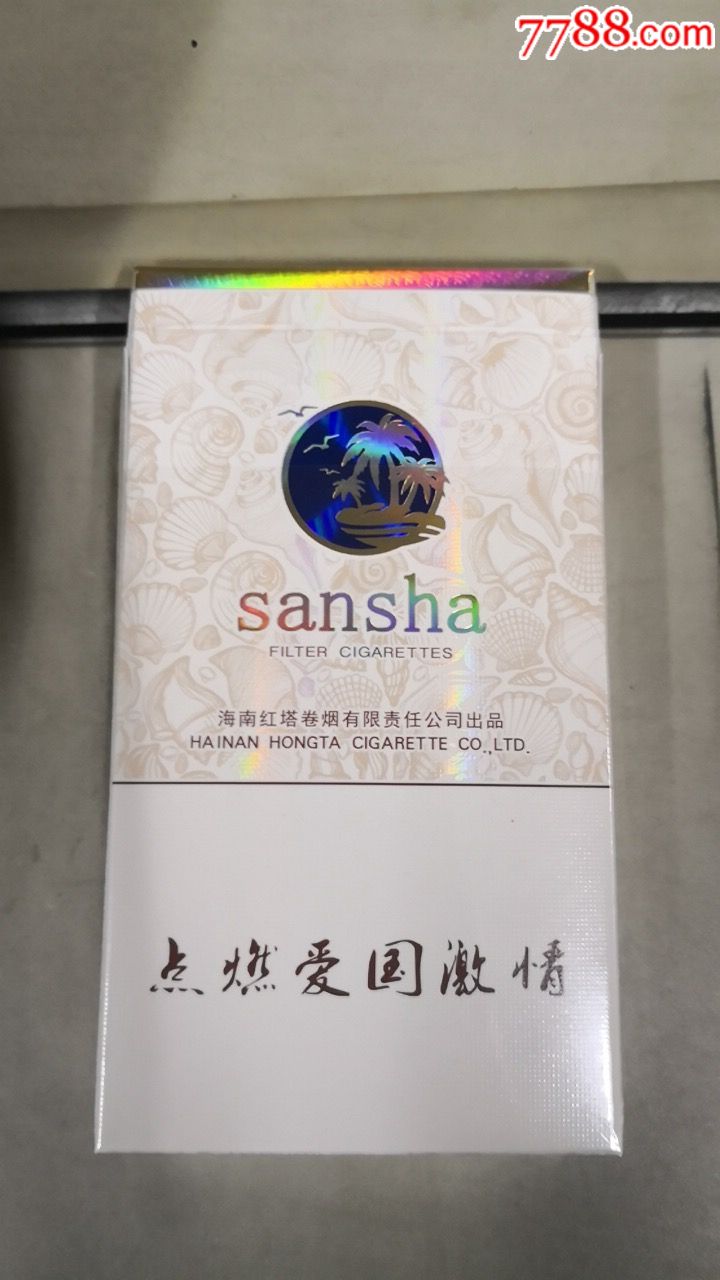 7788.com
sansha
FILTER CIGARETTES
海南红塔卷烟有限责任公司出品
HAINAN HONGTA CIGARETTE CO.,LTD.
点燃爱国激情